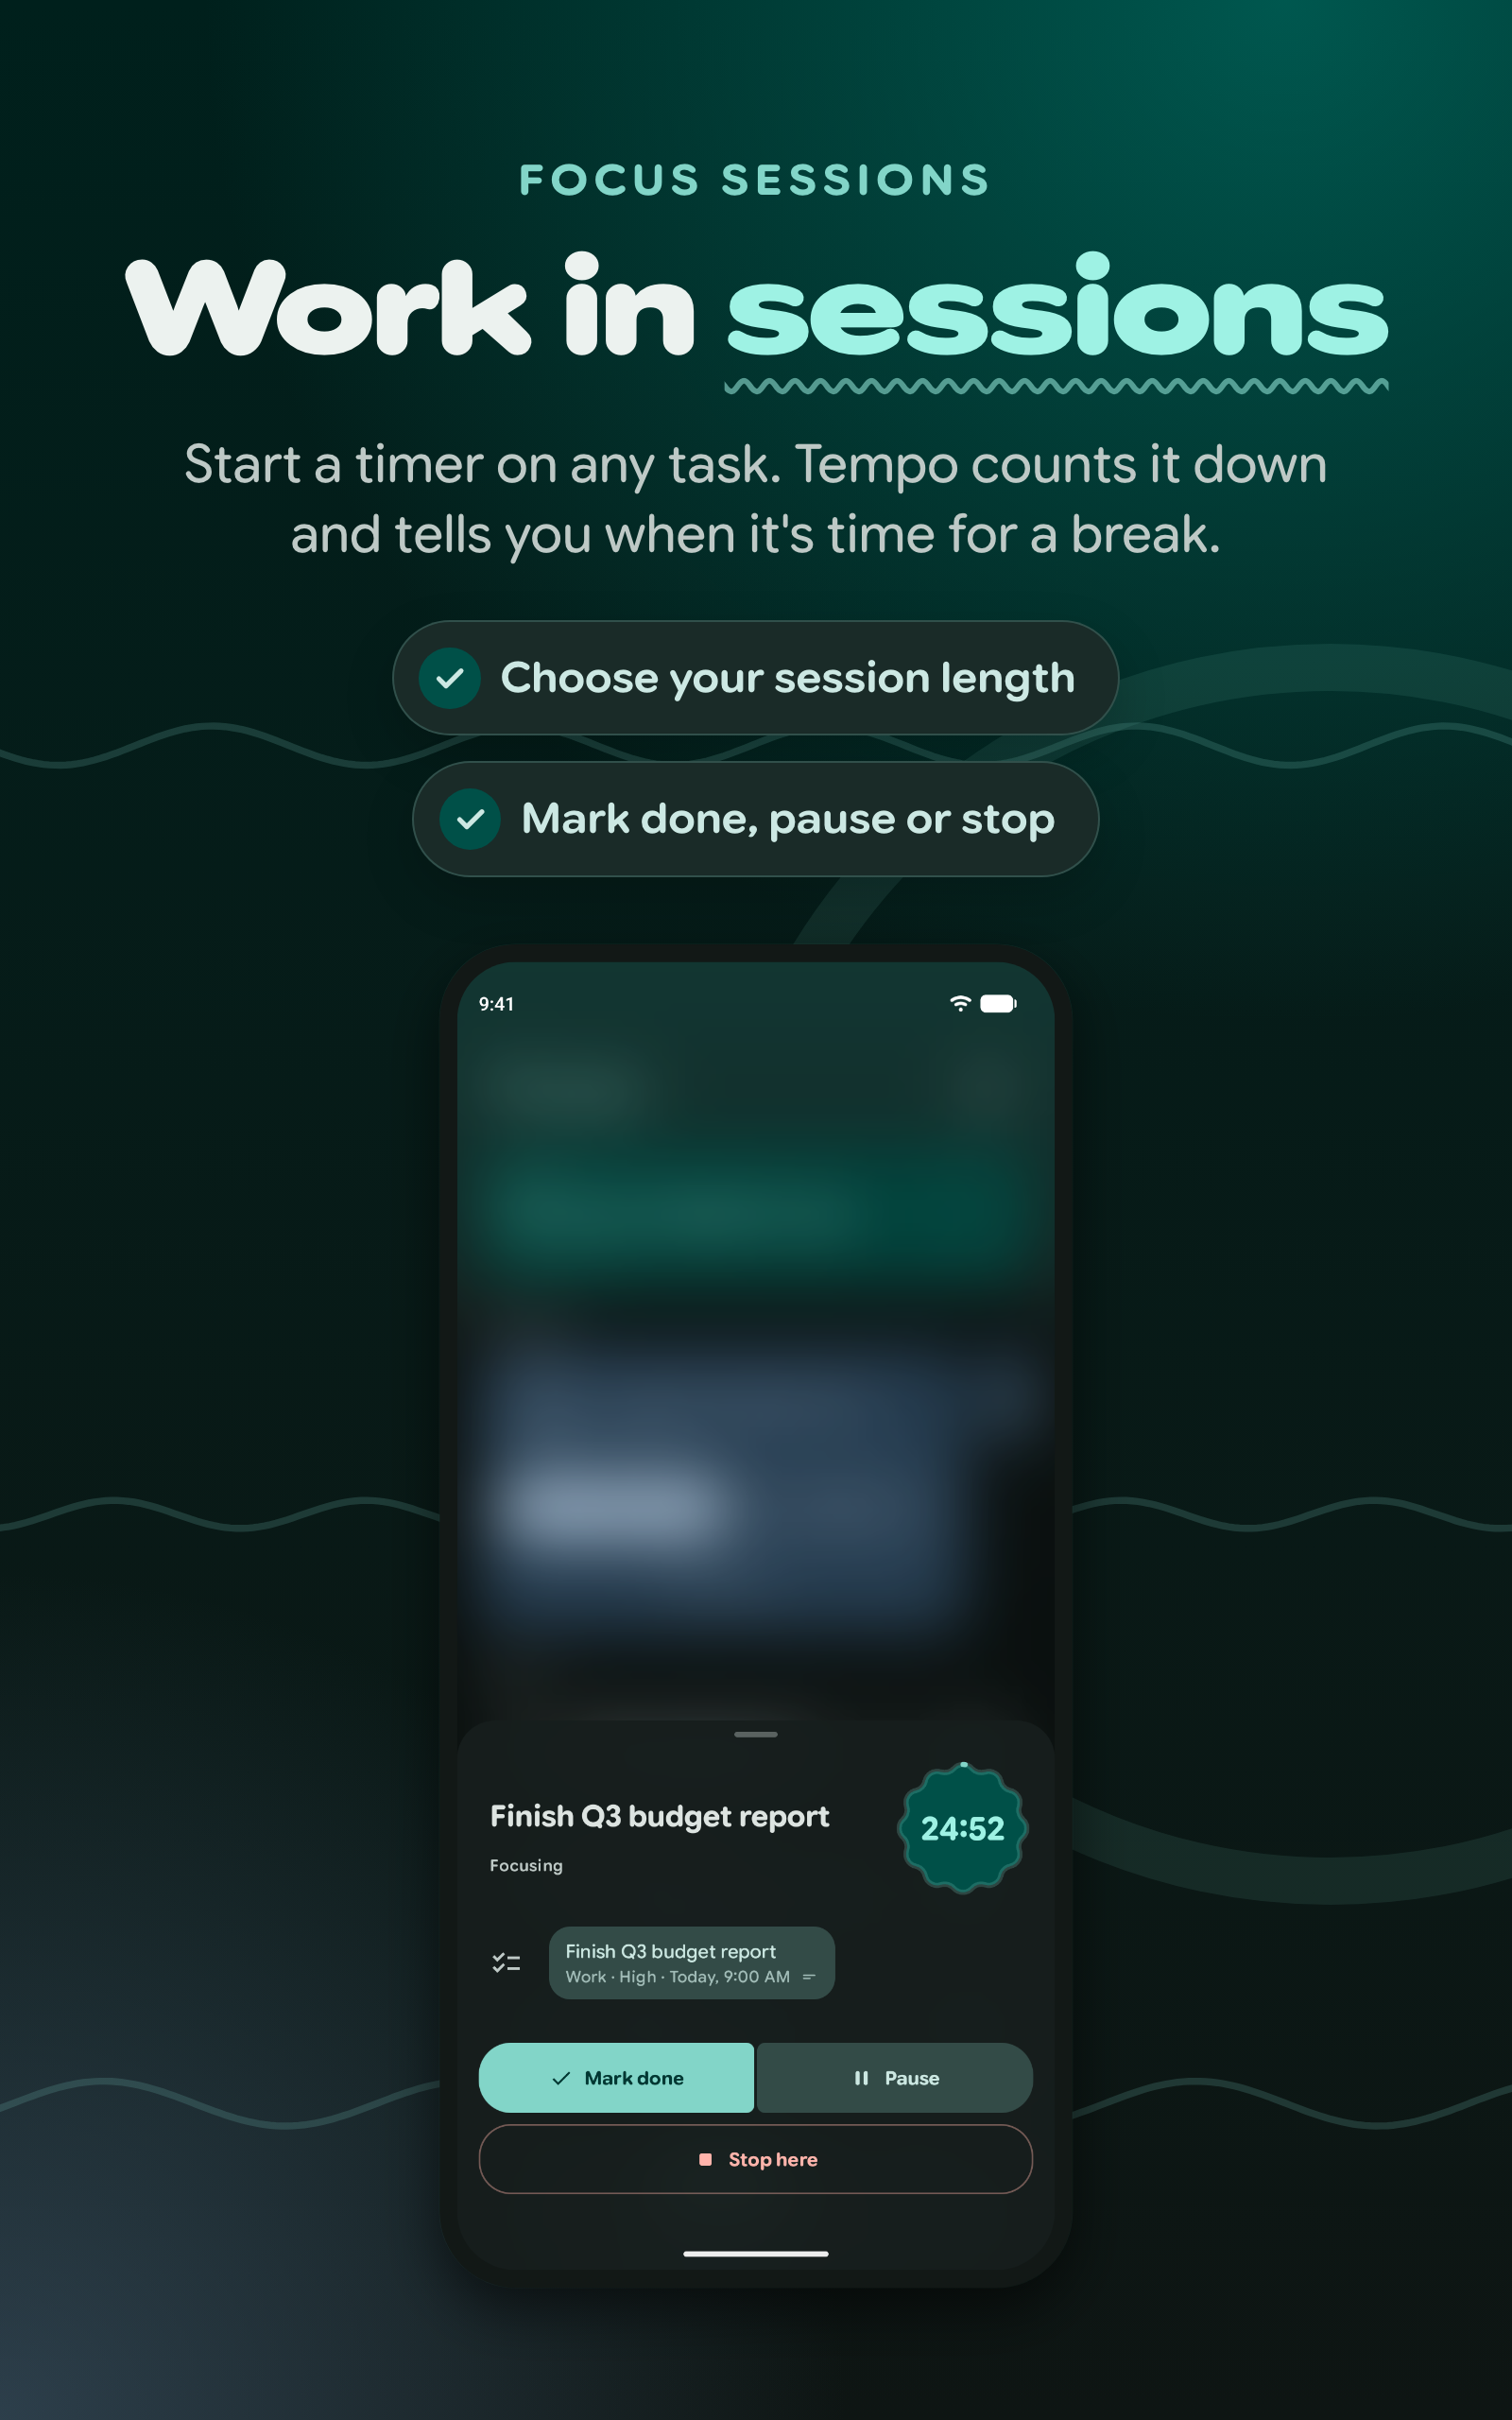 FOCUS SESSIONS
Work in sessions
Start a timer on any task. Tempo counts it down
and tells you when it's time for a break.
Choose your session length
Mark done, pause or stop
9:41
Finish Q3 budget report
24:52
Focusing
Finish Q3 budget report
Work · High · Today, 9:00 AM
Mark done
Pause
Stop here